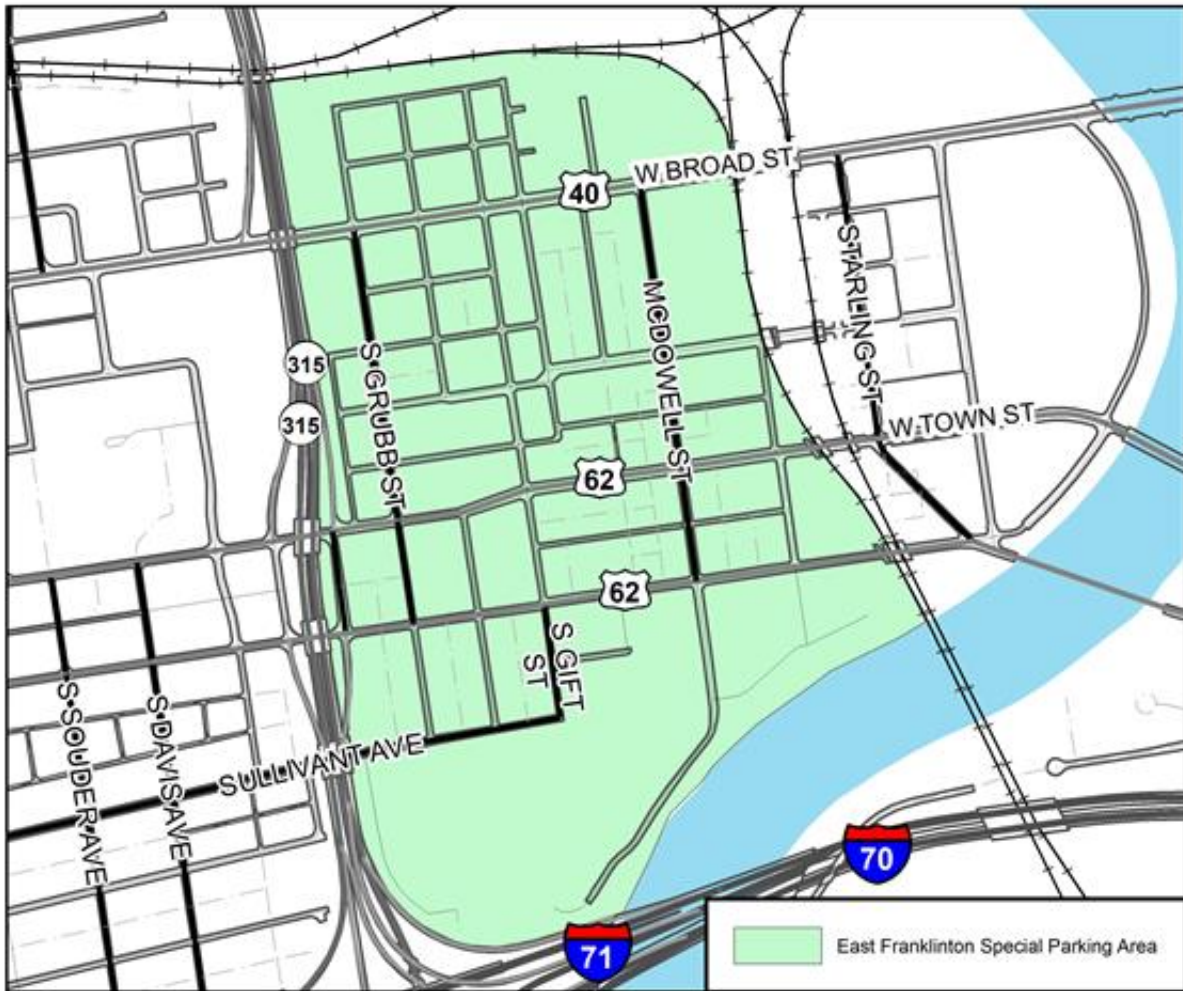 W BROAD ST
40
S GRUBB ST
MCDOWELL ST
STARLING ST
315
315
W TOWN ST
62
62
S GIFT
ST
S SOUDER AVE
S DAVIS AVE
SULLIVANT AVE
70
71
East Franklinton Special Parking Area